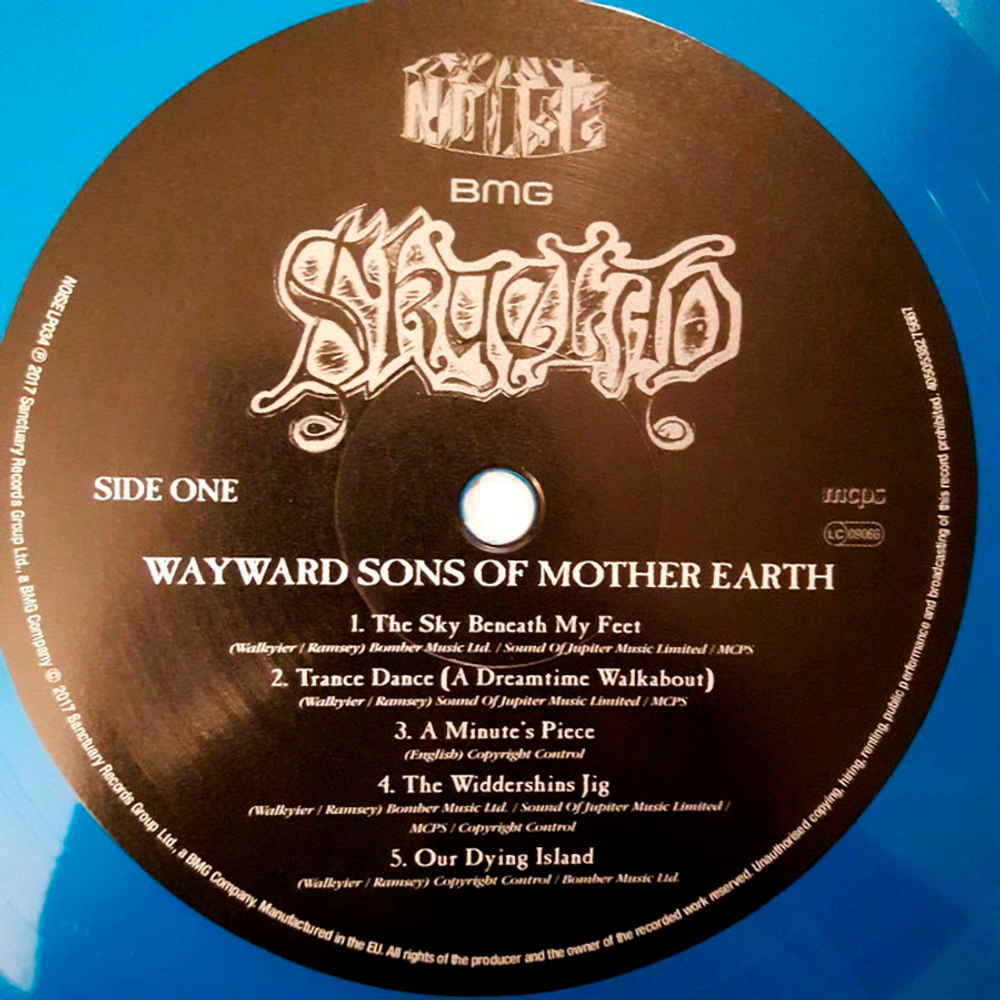 NOISE
BMG
SKYCLAD
SIDE ONE
mcps
LC 09066
WAYWARD SONS OF MOTHER EARTH
1. The Sky Beneath My Feet
(Walkyier / Ramsey) Bomber Music Ltd. / Sound Of Jupiter Music Limited / MCPS
2. Trance Dance (A Dreamtime Walkabout)
(Walkyier / Ramsey) Sound Of Jupiter Music Limited / MCPS
3. A Minute's Piece
(English) Copyright Control
4. The Widdershins Jig
(Walkyier / Ramsey) Bomber Music Ltd. / Sound Of Jupiter Music Limited /
MCPS / Copyright Control
5. Our Dying Island
(Walkyier / Ramsey) Copyright Control / Bomber Music Ltd.
NOISELP034 ℗ 2017 Sanctuary Records Group Ltd., a BMG Company © 2017 Sanctuary Records Group Ltd., a BMG Company. Manufactured in the EU. All rights of the producer and the owner of the recorded work reserved. Unauthorised copying, hiring, renting, public performance and broadcasting of this record prohibited. 4050538275667